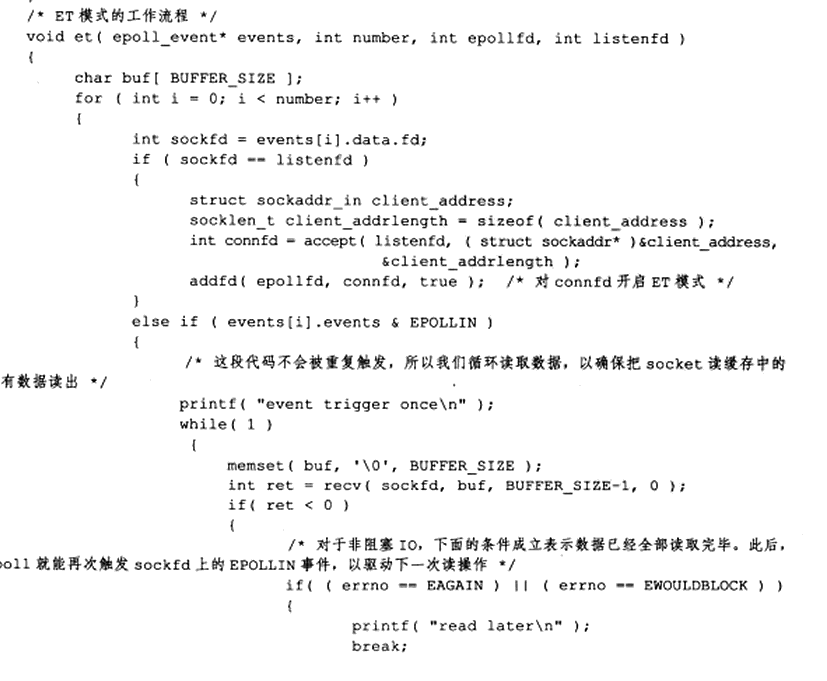 /* ET 模式的工作流程 */
void et( epoll_event* events, int number, int epollfd, int listenfd )
{
char buf[ BUFFER_SIZE ];
for ( int i = 0; i < number; i++ )
{
int sockfd = events[i].data.fd;
if ( sockfd == listenfd )
{
struct sockaddr_in client_address;
socklen_t client_addrlength = sizeof( client_address );
int connfd = accept( listenfd, ( struct sockaddr* )&client_address,
&client_addrlength );
addfd( epollfd, connfd, true ); /* 对 connfd 开启 ET 模式 */
}
else if ( events[i].events & EPOLLIN )
{
/* 这段代码不会被重复触发，所以我们循环读取数据，以确保把 socket 读缓存中的
有数据读出 */
printf( "event trigger once\n" );
while( 1 )
{
memset( buf, '\0', BUFFER_SIZE );
int ret = recv( sockfd, buf, BUFFER_SIZE-1, 0 );
if( ret < 0 )
{
/* 对于非阻塞 IO，下面的条件成立表示数据已经全部读取完毕。此后，
poll 就能再次触发 sockfd 上的 EPOLLIN 事件，以驱动下一次读操作 */
if( ( errno == EAGAIN ) || ( errno == EWOULDBLOCK ) )
{
printf( "read later\n" );
break;